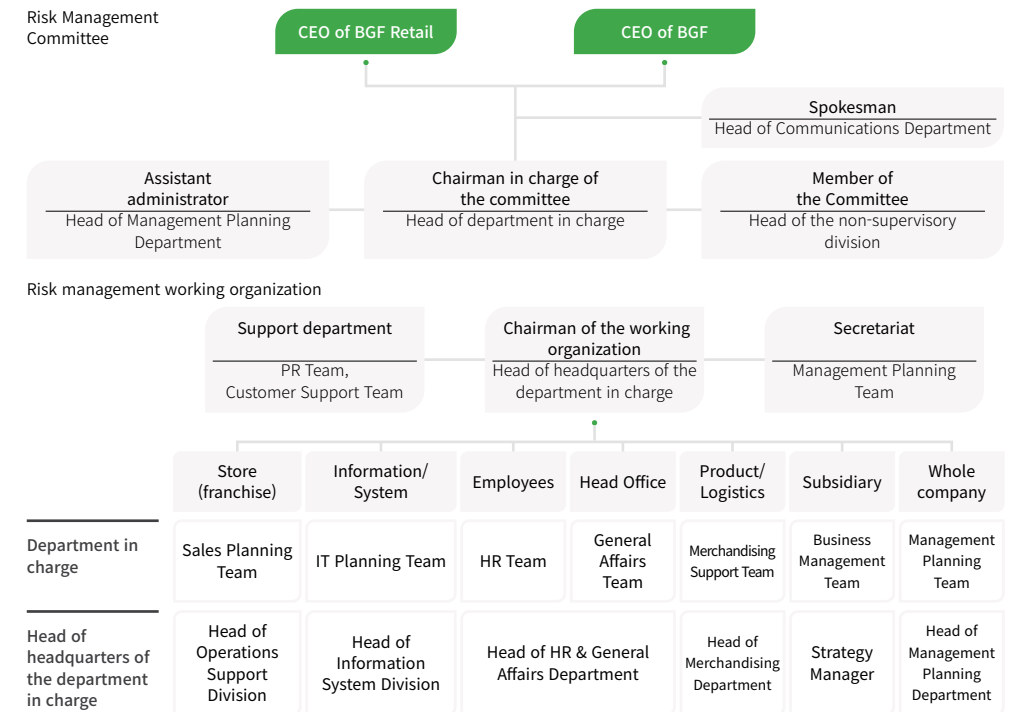 Risk Management
Committee
CEO of BGF Retail
CEO of BGF
Spokesman
Head of Communications Department
Assistant
administrator
Head of Management Planning
Department
Chairman in charge of
the committee
Head of department in charge
Member of
the Committee
Head of the non-supervisory
division
Risk management working organization
Support department
PR Team,
Customer Support Team
Chairman of the working
organization
Head of headquarters of the
department in charge
Secretariat
Management Planning
Team
Store
(franchise)
Information/
System
Employees
Head Office
Product/
Logistics
Subsidiary
Whole
company
Department in
charge
Sales Planning
Team
IT Planning Team
HR Team
General
Affairs
Team
Merchandising
Support Team
Business
Management
Team
Management
Planning
Team
Head of
headquarters of
the department
in charge
Head of
Operations
Support
Division
Head of
Information
System Division
Head of HR & General
Affairs Department
Head of
Merchandising
Department
Strategy
Manager
Head of
Management
Planning
Department